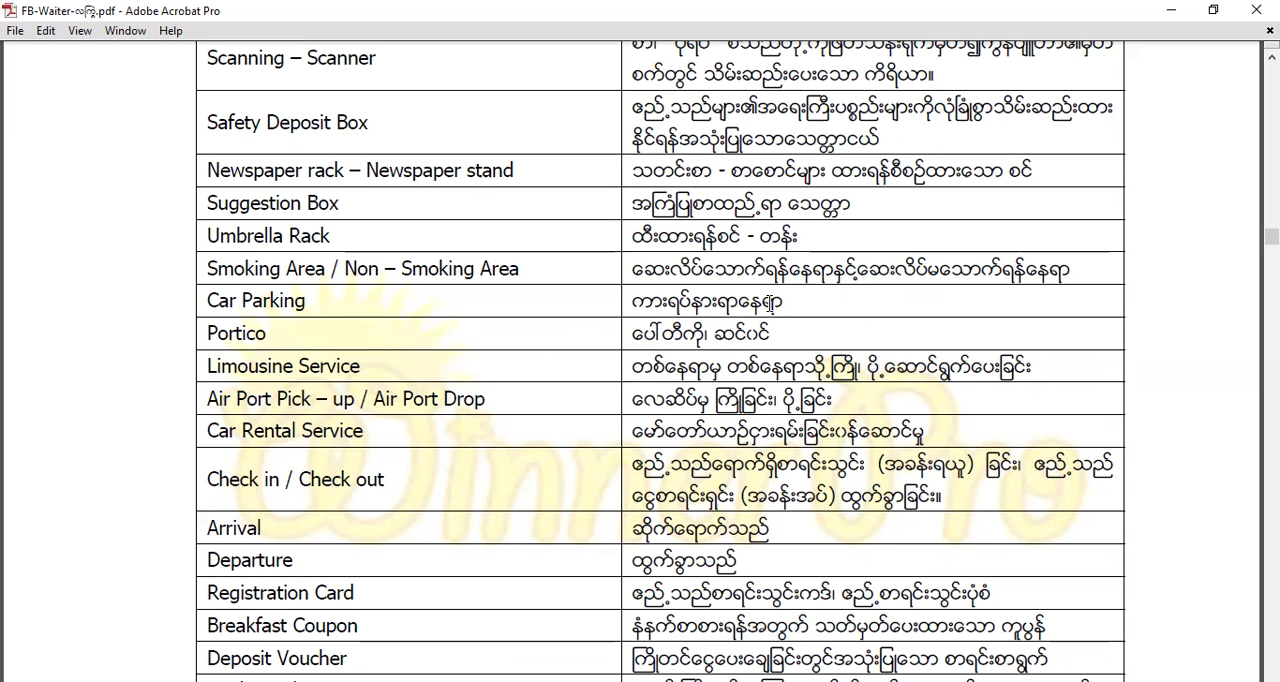 FB-Waiter-လက္စြဲ.pdf - Adobe Acrobat Pro
File Edit View Window Help
Scanning – Scanner
စက်တွင် သိမ်းဆည်းပေးသော ကိရိယာ။
Safety Deposit Box
ဧည့်သည်များ၏အရေးကြီးပစ္စည်းများကိုလုံခြုံစွာသိမ်းဆည်းထား
နိုင်ရန်အသုံးပြုသောသေတ္တာငယ်
Newspaper rack – Newspaper stand
သတင်းစာ - စာစောင်များ ထားရန်စီစဉ်ထားသော စင်
Suggestion Box
အကြံပြုစာထည့်ရာ သေတ္တာ
Umbrella Rack
ထီးထားရန်စင် - တန်း
Smoking Area / Non – Smoking Area
ဆေးလိပ်သောက်ရန်နေရာနှင့်ဆေးလိပ်မသောက်ရန်နေရာ
Car Parking
ကားရပ်နားရာနေရာ
Portico
ပေါ်တီကို၊ ဆင်ဝင်
Limousine Service
တစ်နေရာမှ တစ်နေရာသို့ကြို၊ ပို့ဆောင်ရွက်ပေးခြင်း
Air Port Pick – up / Air Port Drop
လေဆိပ်မှ ကြိုခြင်း၊ ပို့ခြင်း
Car Rental Service
မော်တော်ယာဉ်ငှားရမ်းခြင်းဝန်ဆောင်မှု
Check in / Check out
ဧည့်သည်ရောက်ရှိစာရင်းသွင်း (အခန်းရယူ) ခြင်း၊ ဧည့်သည်
ငွေစာရင်းရှင်း (အခန်းအပ်) ထွက်ခွာခြင်း။
Arrival
ဆိုက်ရောက်သည်
Departure
ထွက်ခွာသည်
Registration Card
ဧည့်သည်စာရင်းသွင်းကဒ်၊ ဧည့်စာရင်းသွင်းပုံစံ
Breakfast Coupon
နံနက်စာစားရန်အတွက် သတ်မှတ်ပေးထားသော ကူပွန်
Deposit Voucher
ကြိုတင်ငွေပေးချေခြင်းတွင်အသုံးပြုသော စာရင်းစာရွက်
Winner Pro